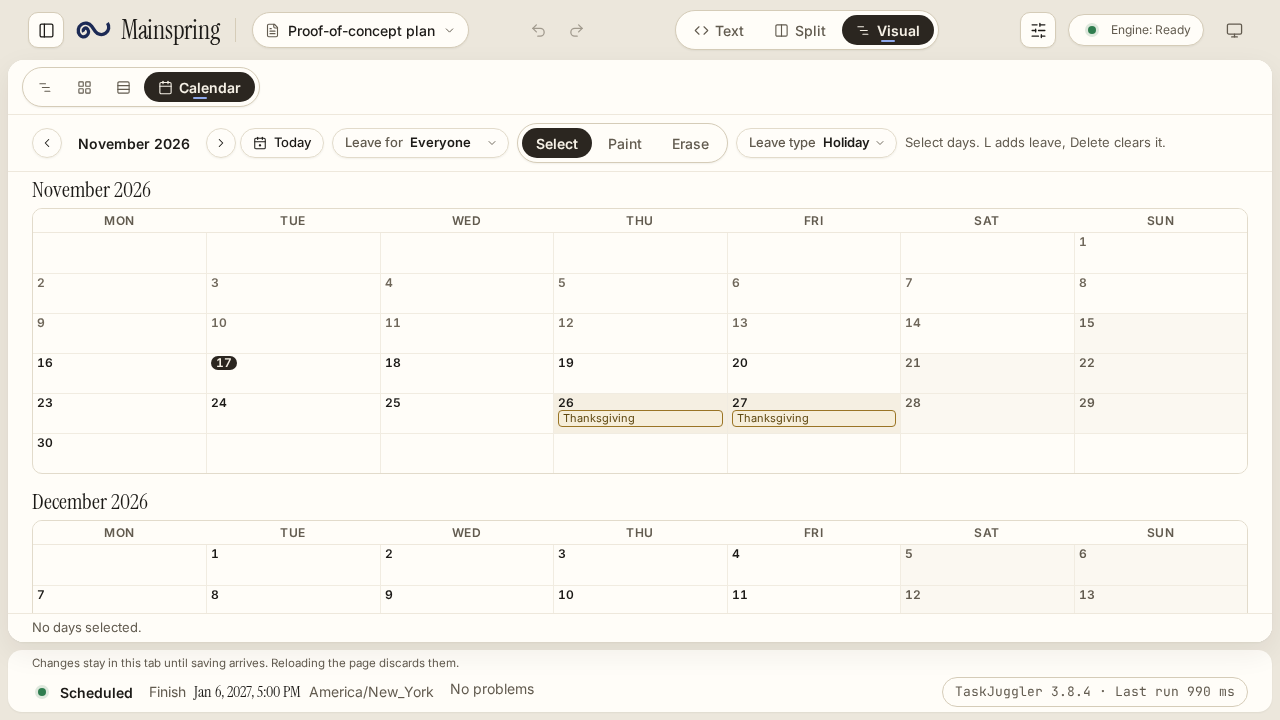 Mainspring
Proof-of-concept plan
Text
Split
Visual
Engine: Ready
Calendar
November 2026
Today
Leave for Everyone
Select
Paint
Erase
Leave type Holiday
Select days. L adds leave, Delete clears it.
November 2026
MON TUE WED THU FRI SAT SUN
1
2 3 4 5 6 7 8
9 10 11 12 13 14 15
16 17 18 19 20 21 22
23 24 25 26 27 28 29
Thanksgiving Thanksgiving
30
December 2026
MON TUE WED THU FRI SAT SUN
1 2 3 4 5 6
7 8 9 10 11 12 13
No days selected.
Changes stay in this tab until saving arrives. Reloading the page discards them.
Scheduled Finish Jan 6, 2027, 5:00 PM America/New_York No problems
TaskJuggler 3.8.4 · Last run 990 ms